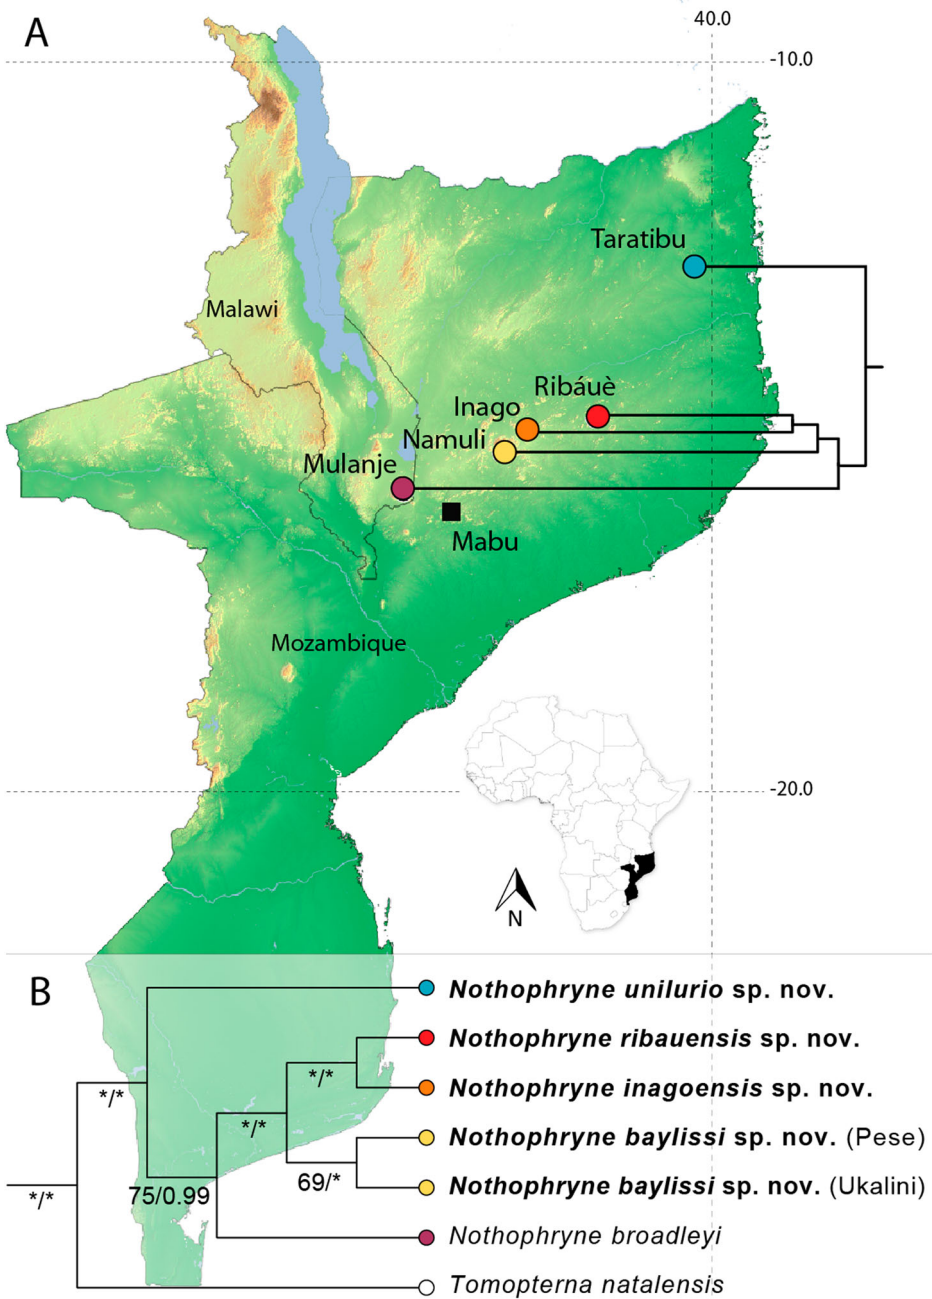 A
40.0
-10.0
Taratibu
Malawi
Ribáuè
Inago
Namuli
Mulanje
Mabu
Mozambique
-20.0
N
B
Nothophryne unilurio sp. nov.
Nothophryne ribauensis sp. nov.
*/*
Nothophryne inagoensis sp. nov.
*/*
*/*
Nothophryne baylissi sp. nov. (Pese)
69/*
Nothophryne baylissi sp. nov. (Ukalini)
*/*
75/0.99
Nothophryne broadleyi
Tomopterna natalensis